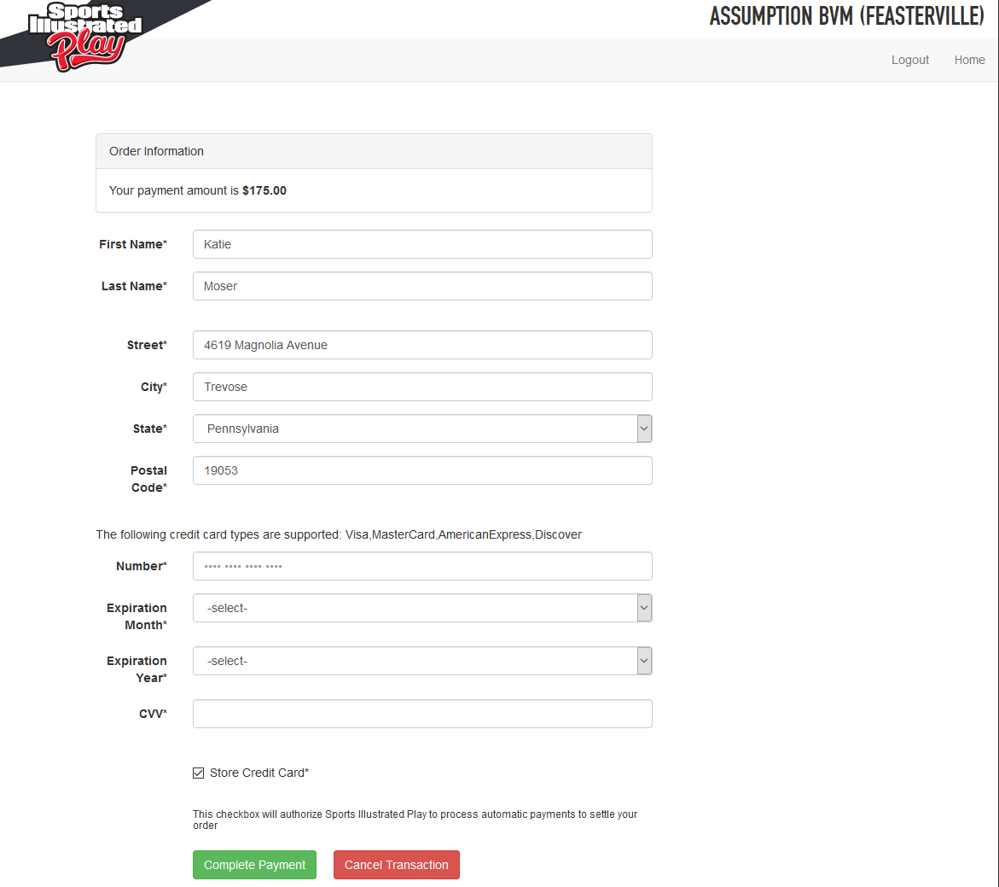 Sports
Illustrated
Play
ASSUMPTION BVM (FEASTERVILLE)
Logout Home
Order Information
Your payment amount is $175.00
First Name* Katie
Last Name* Moser
Street* 4619 Magnolia Avenue
City* Trevose
State* Pennsylvania
Postal
Code* 19053
The following credit card types are supported: Visa,MasterCard,AmericanExpress,Discover
Number* •••• •••• •••• ••••
Expiration
Month* -select-
Expiration
Year* -select-
CVV*
Store Credit Card*
This checkbox will authorize Sports Illustrated Play to process automatic payments to settle your
order
Complete Payment Cancel Transaction